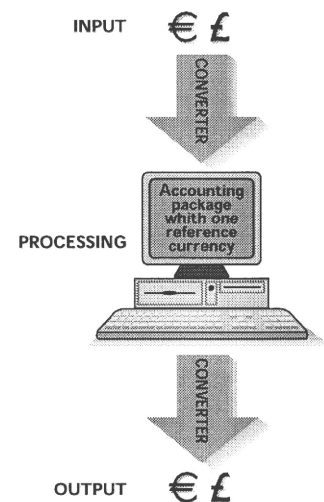 INPUT € £
CONVERTER
Accounting
package
whith one
reference
currency
PROCESSING
CONVERTER
OUTPUT € £